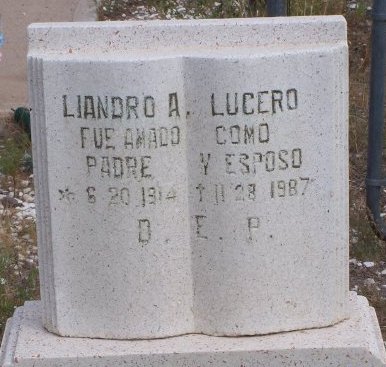 LIANDRO A. LUCERO
FUE AMADO COMO
PADRE Y ESPOSO
* 6 20 1914 † 11 28 1987
D. E. P.